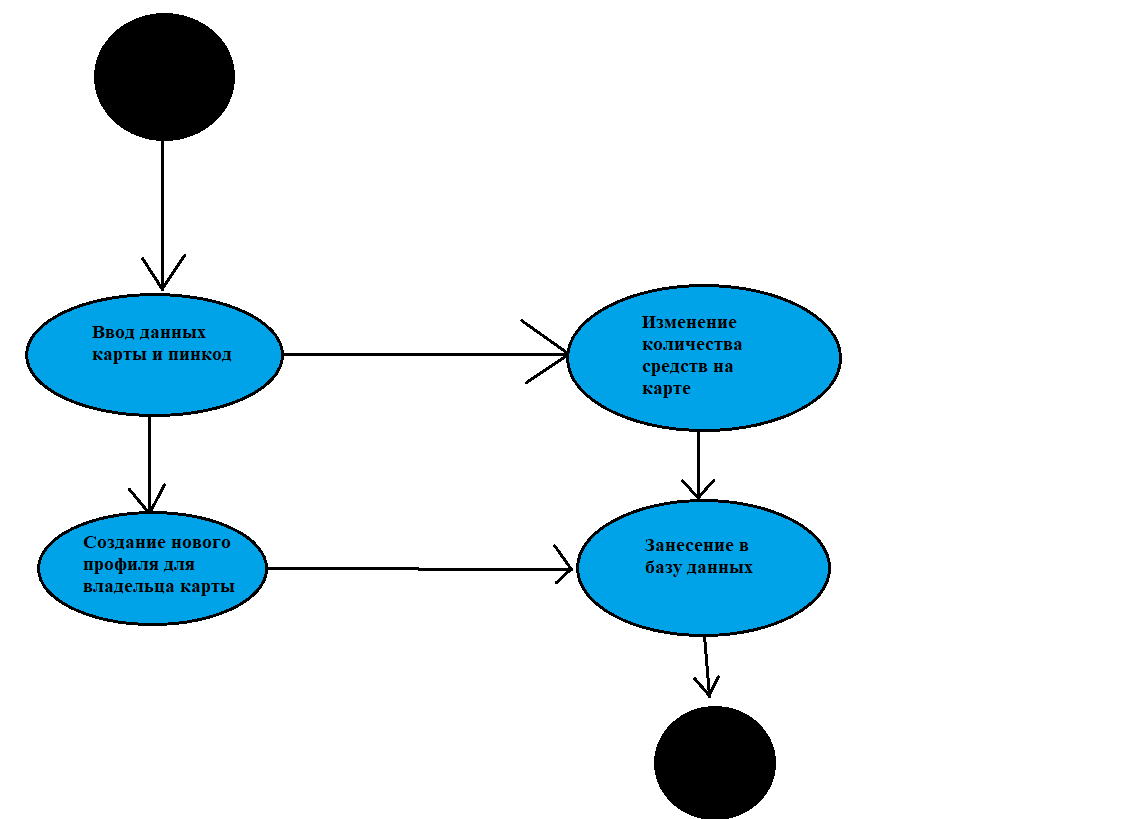 Ввод данных
карты и пинкод
Изменение
количества
средств на
карте
Создание нового
профиля для
владельца карты
Занесение в
базу данных